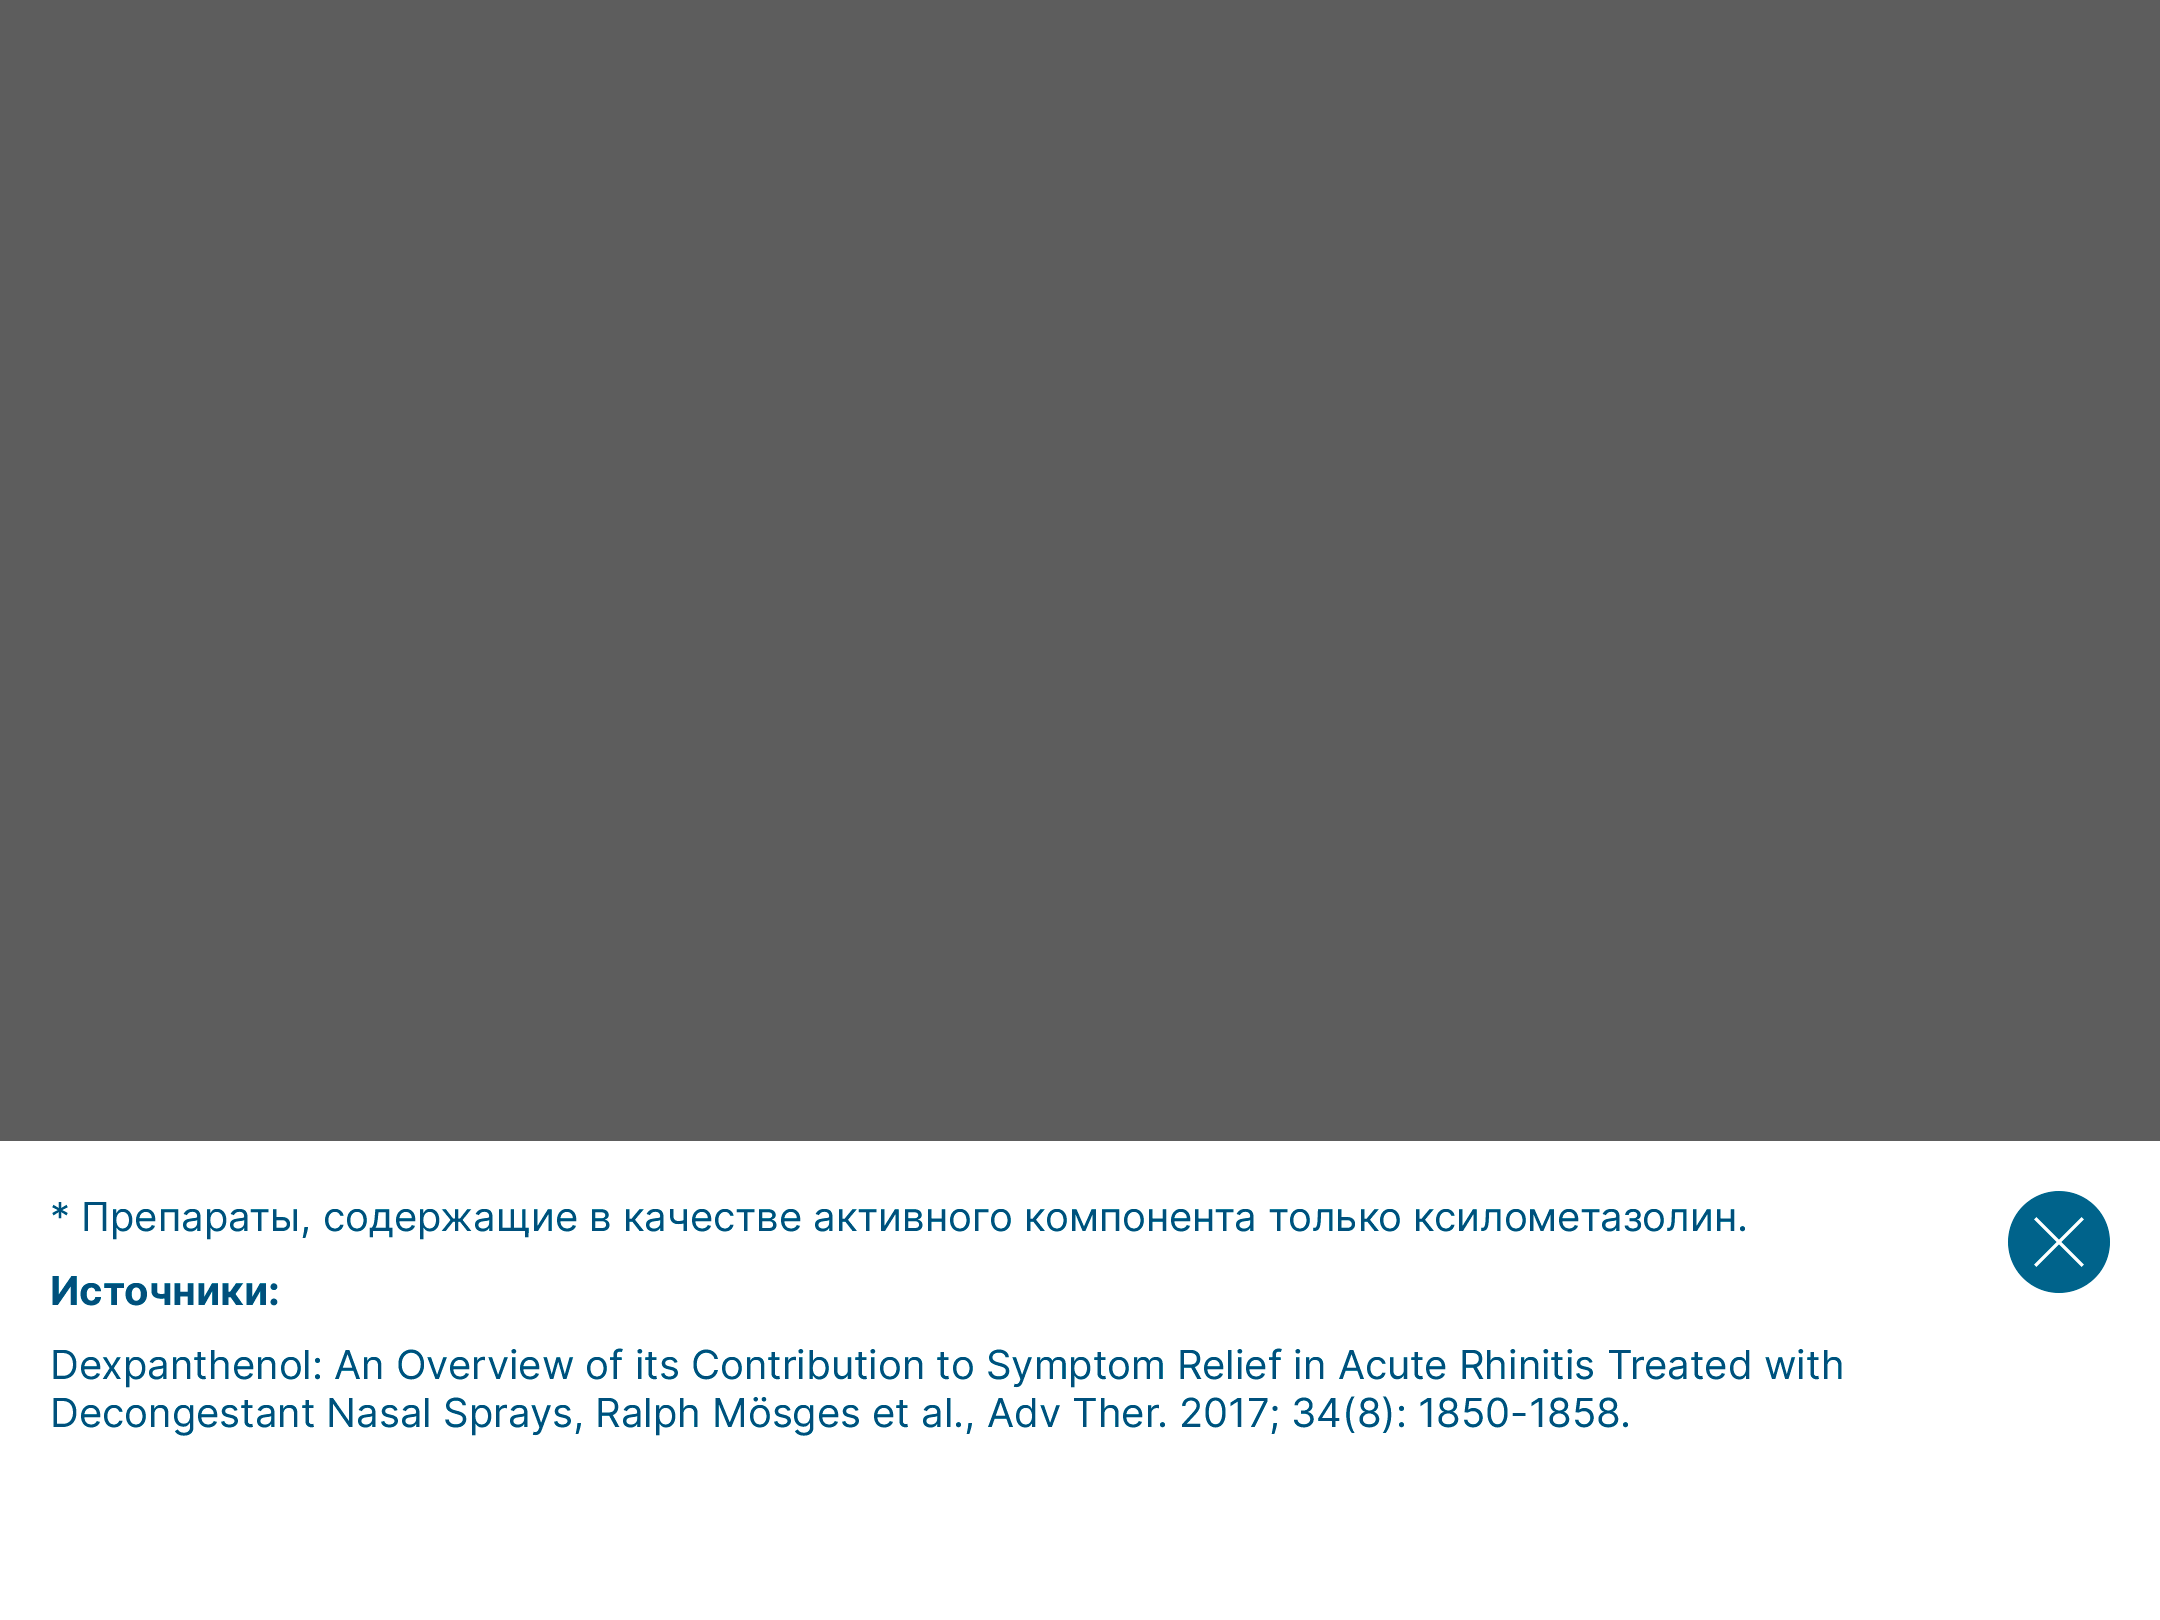 * Препараты, содержащие в качестве активного компонента только ксилометазолин.
Источники:
Dexpanthenol: An Overview of its Contribution to Symptom Relief in Acute Rhinitis Treated with
Decongestant Nasal Sprays, Ralph Mösges et al., Adv Ther. 2017; 34(8): 1850-1858.